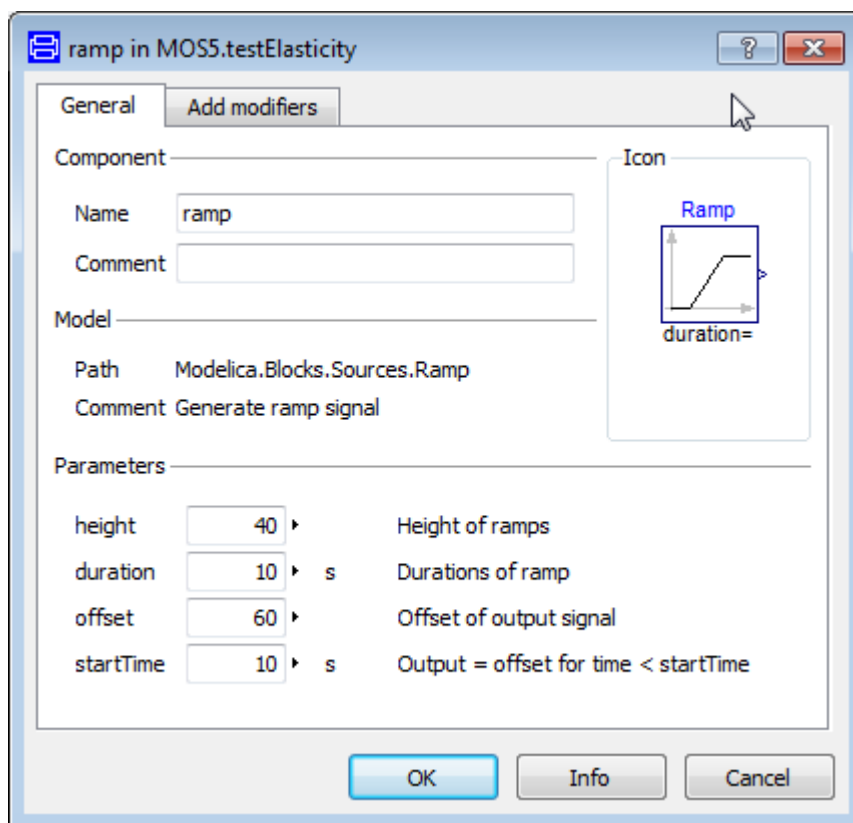 ramp in MOS5.testElasticity
?
General Add modifiers
Component
Icon
Name ramp
Ramp
Comment
duration=
Model
Path Modelica.Blocks.Sources.Ramp
Comment Generate ramp signal
Parameters
height 40 Height of ramps
duration 10 s Durations of ramp
offset 60 Offset of output signal
startTime 10 s Output = offset for time < startTime
OK Info Cancel